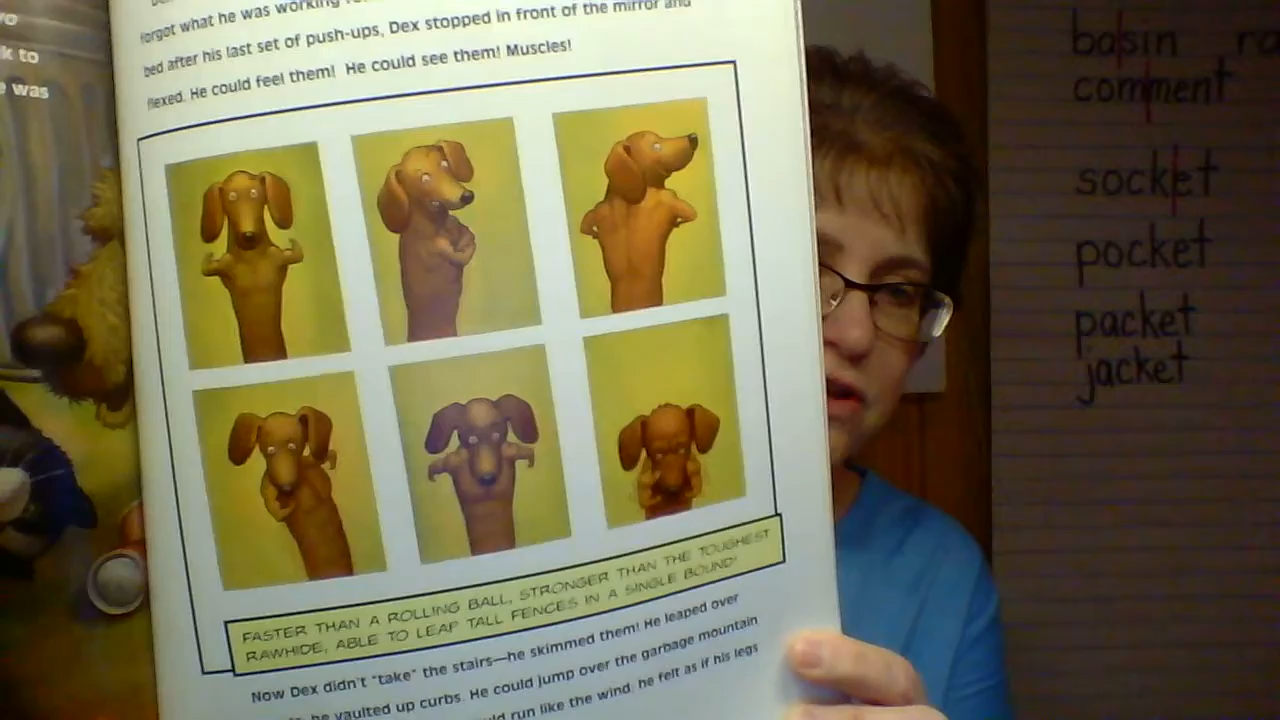 k to
e was
forgot what he was working
bed after his last set of push-ups, Dex stopped in front of the mirror and
flexed. He could feel them! He could see them! Muscles!
FASTER THAN A ROLLING BALL, STRONGER THAN THE TOUGHEST
RAWHIDE, ABLE TO LEAP TALL FENCES IN A SINGLE BOUND!
Now Dex didn't "take" the stairs—he skimmed them! He leaped over
he vaulted up curbs. He could jump over the garbage mountain
run like the wind; he felt as if his legs
basin
comment
socket
pocket
packet
jacket